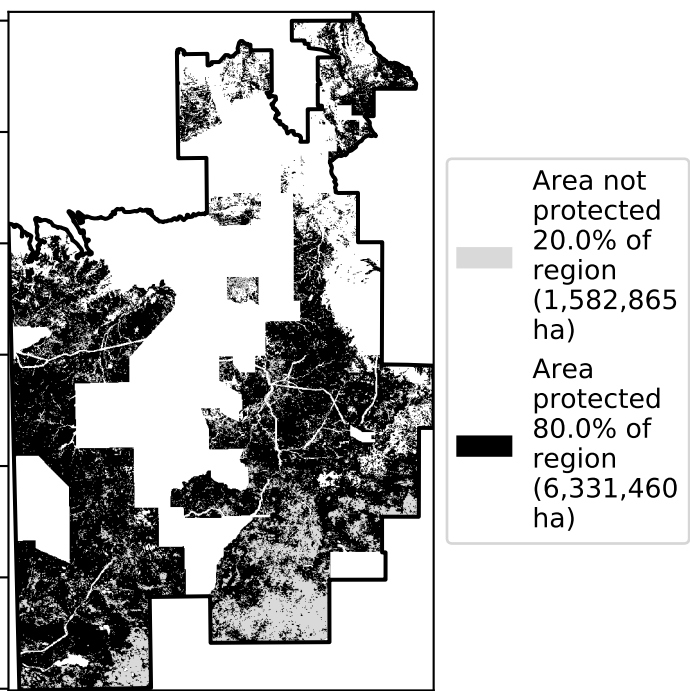 Area not
protected
20.0% of
region
(1,582,865
ha)
Area
protected
80.0% of
region
(6,331,460
ha)